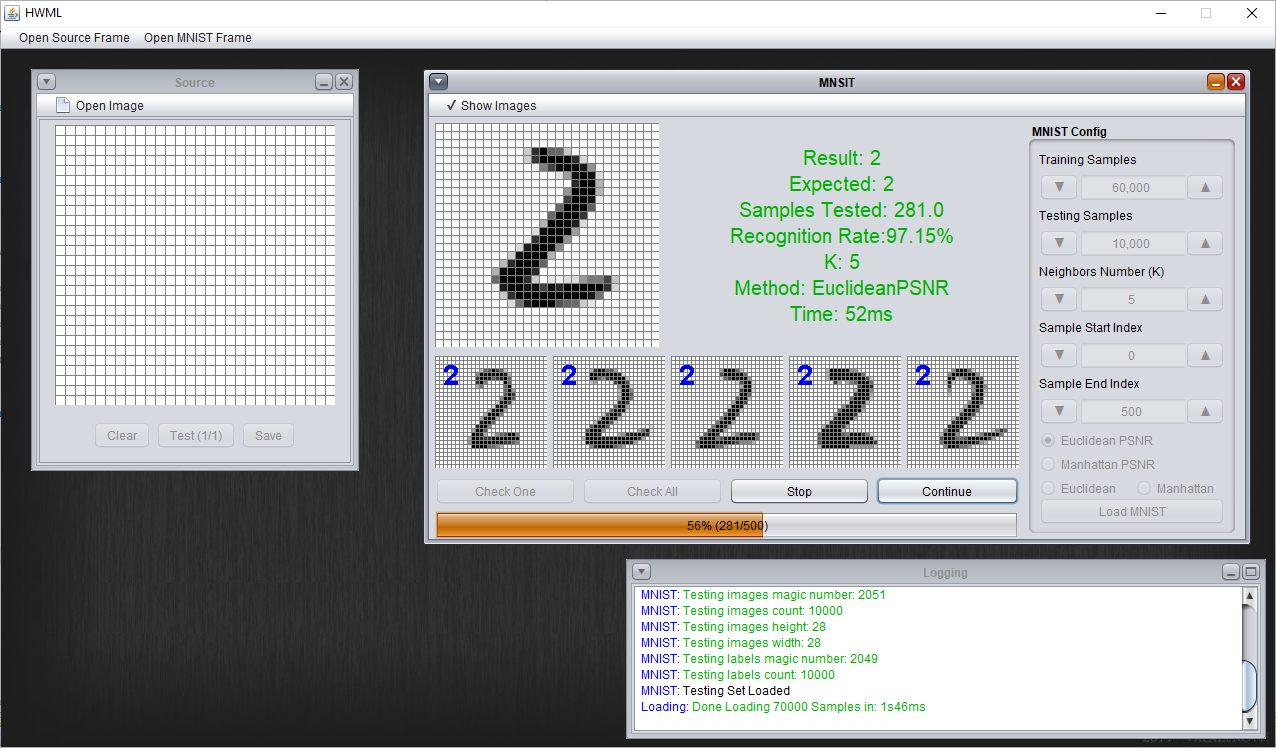 HWML
Open Source Frame Open MNIST Frame
Source
Open Image
Clear Test (1/1) Save
MNSIT
✓ Show Images
2
Result: 2
Expected: 2
Samples Tested: 281.0
Recognition Rate:97.15%
K: 5
Method: EuclideanPSNR
Time: 52ms
2 2 2 2 2
2 2 2 2 2
Check One Check All Stop Continue
56% (281/500)
MNIST Config
Training Samples
60,000
Testing Samples
10,000
Neighbors Number (K)
5
Sample Start Index
0
Sample End Index
500
Euclidean PSNR
Manhattan PSNR
Euclidean Manhattan
Load MNIST
Logging
MNIST: Testing images magic number: 2051
MNIST: Testing images count: 10000
MNIST: Testing images height: 28
MNIST: Testing images width: 28
MNIST: Testing labels magic number: 2049
MNIST: Testing labels count: 10000
MNIST: Testing Set Loaded
Loading: Done Loading 70000 Samples in: 1s46ms